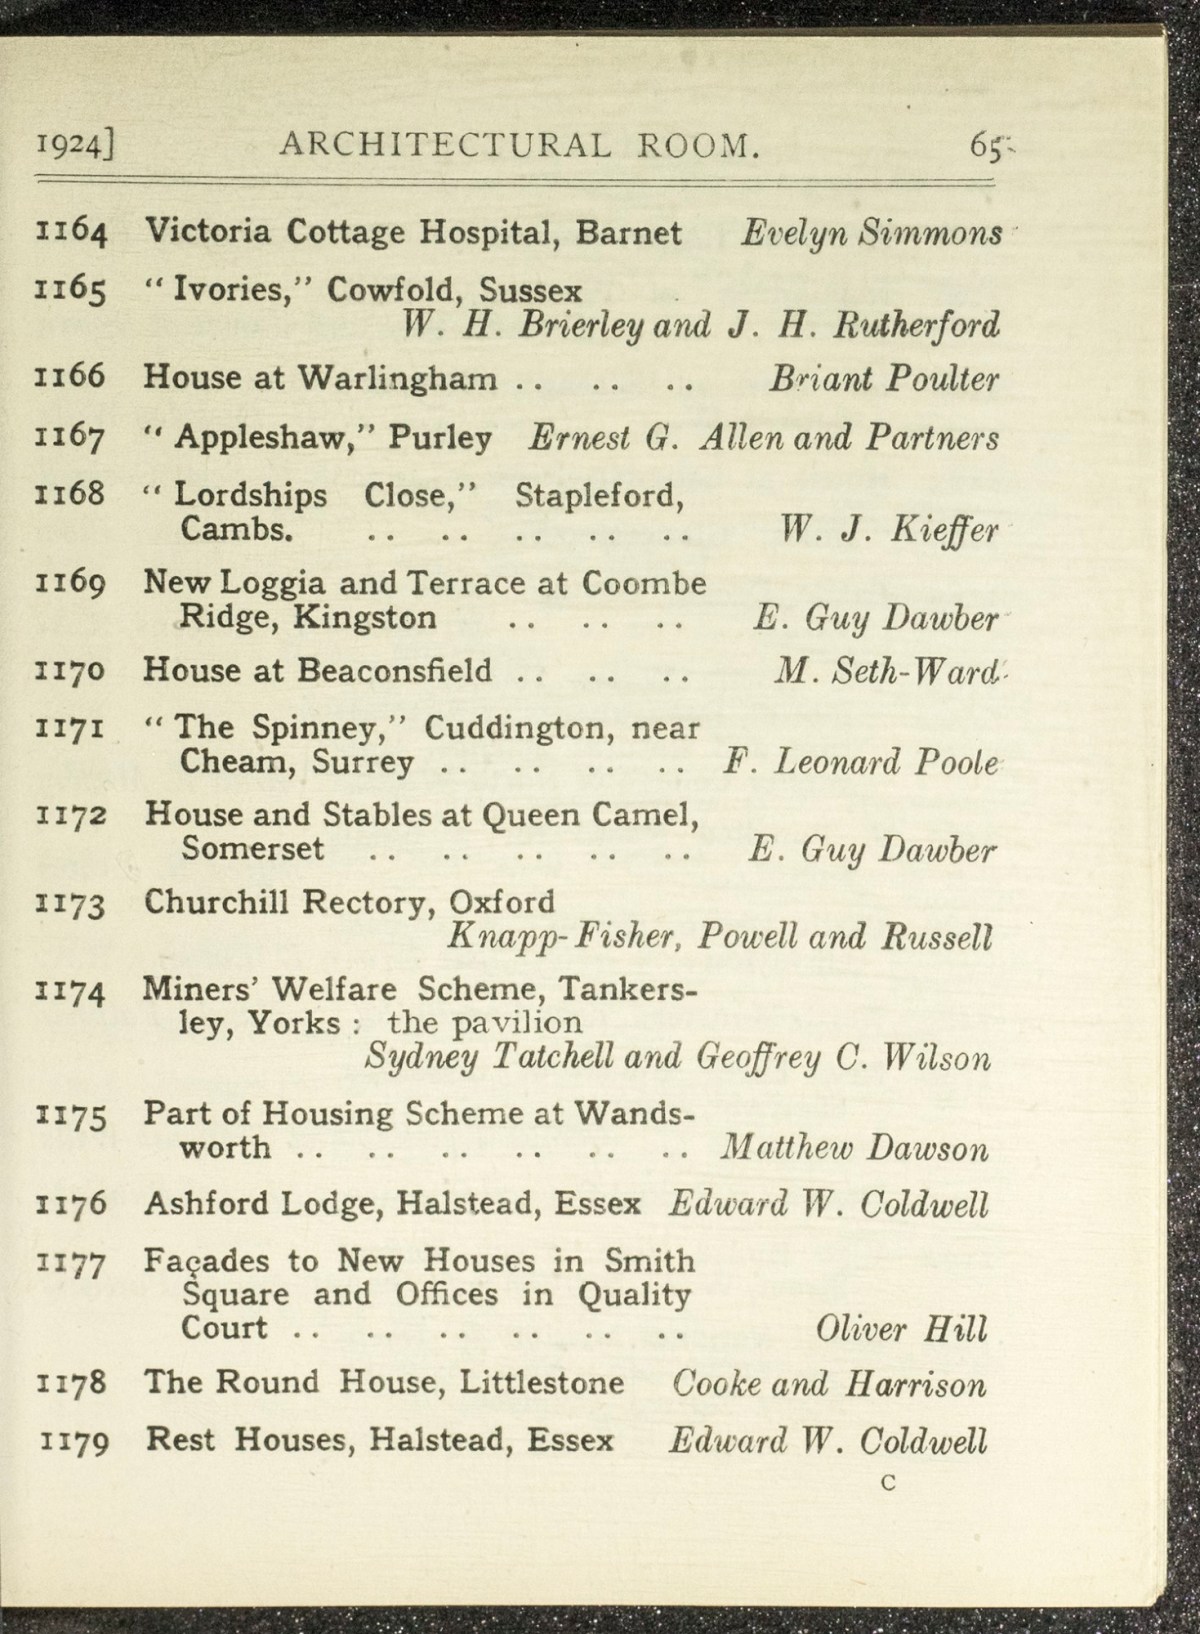 1924] ARCHITECTURAL ROOM. 65
1164 Victoria Cottage Hospital, Barnet Evelyn Simmons
1165 “ Ivories,” Cowfold, Sussex
W. H. Brierley and J. H. Rutherford
1166 House at Warlingham .. .. .. Briant Poulter
1167 “ Appleshaw,” Purley Ernest G. Allen and Partners
1168 “ Lordships Close,” Stapleford,
Cambs. .. .. .. .. .. W. J. Kieffer
1169 New Loggia and Terrace at Coombe
Ridge, Kingston .. .. .. E. Guy Dawber
1170 House at Beaconsfield .. .. .. M. Seth-Ward
1171 “ The Spinney,” Cuddington, near
Cheam, Surrey .. .. .. .. F. Leonard Poole
1172 House and Stables at Queen Camel,
Somerset .. .. .. .. .. E. Guy Dawber
1173 Churchill Rectory, Oxford
Knapp-Fisher, Powell and Russell
1174 Miners’ Welfare Scheme, Tankers-
ley, Yorks : the pavilion
Sydney Tatchell and Geoffrey C. Wilson
1175 Part of Housing Scheme at Wands-
worth .. .. .. .. .. .. Matthew Dawson
1176 Ashford Lodge, Halstead, Essex Edward W. Coldwell
1177 Façades to New Houses in Smith
Square and Offices in Quality
Court .. .. .. .. .. .. Oliver Hill
1178 The Round House, Littlestone Cooke and Harrison
1179 Rest Houses, Halstead, Essex Edward W. Coldwell
C